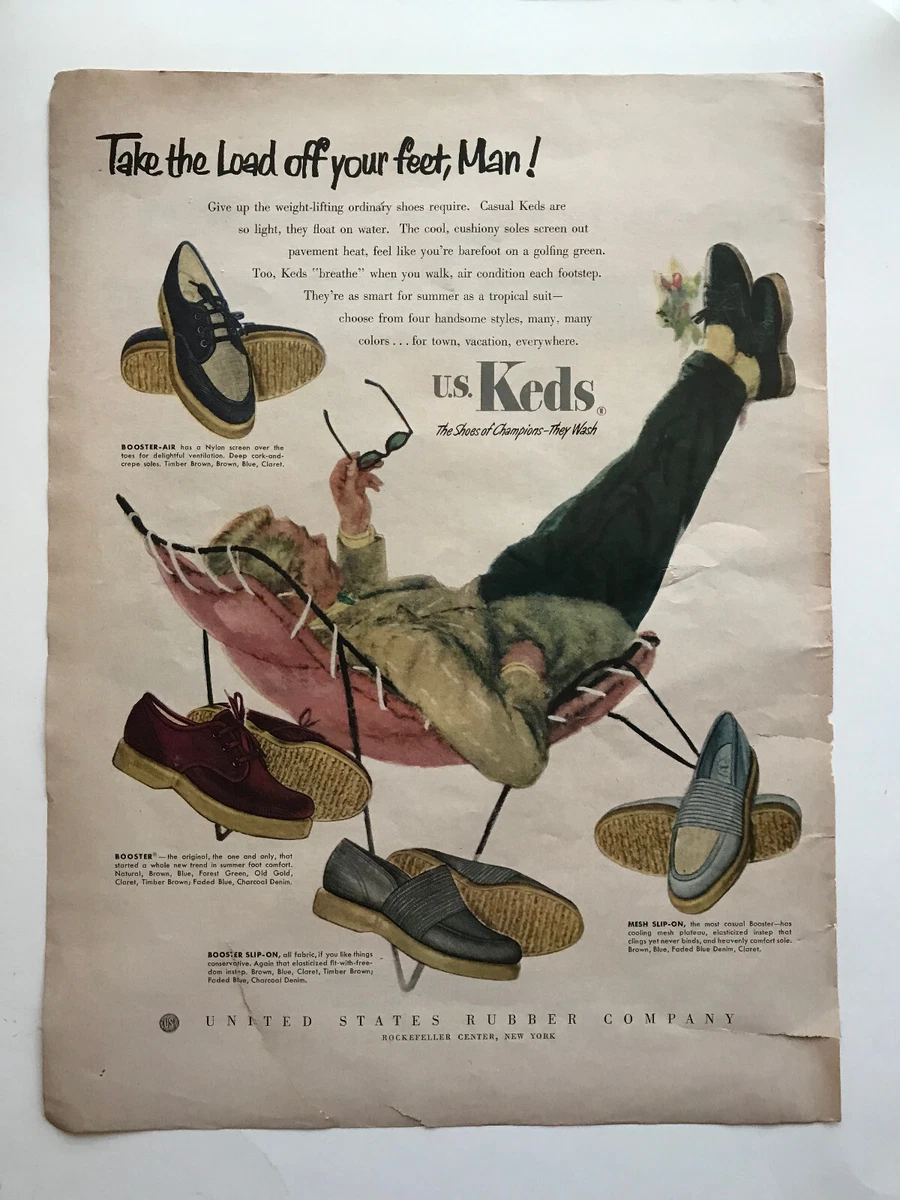 Take the Load off your feet, Man!
Give up the weight-lifting ordinary shoes require. Casual Keds are
so light, they float on water. The cool, cushiony soles screen out
pavement heat, feel like you're barefoot on a golfing green.
Too, Keds "breathe" when you walk, air condition each footstep.
They're as smart for summer as a tropical suit—
choose from four handsome styles, many, many
colors . . . for town, vacation, everywhere.
U.S. Keds®
The Shoes of Champions—They Wash
BOOSTER-AIR has a Nylon screen over the
toes for delightful ventilation. Deep cork-and-
crepe soles. Timber Brown, Brown, Blue, Claret.
BOOSTER®—the original, the one and only, that
started a whole new trend in summer foot comfort.
Natural, Brown, Blue, Forest Green, Old Gold,
Claret, Timber Brown; Faded Blue, Charcoal Denim.
BOOSTER SLIP-ON, all fabric, if you like things
conservative. Again that elasticized fit-with-free-
dom instep. Brown, Blue, Claret, Timber Brown;
Faded Blue, Charcoal Denim.
MESH SLIP-ON, the most casual Booster—has
cooling mesh plateau, elasticized instep that
clings yet never binds, and heavenly comfort sole.
Brown, Blue, Faded Blue Denim, Claret.
UNITED STATES RUBBER COMPANY
ROCKEFELLER CENTER, NEW YORK